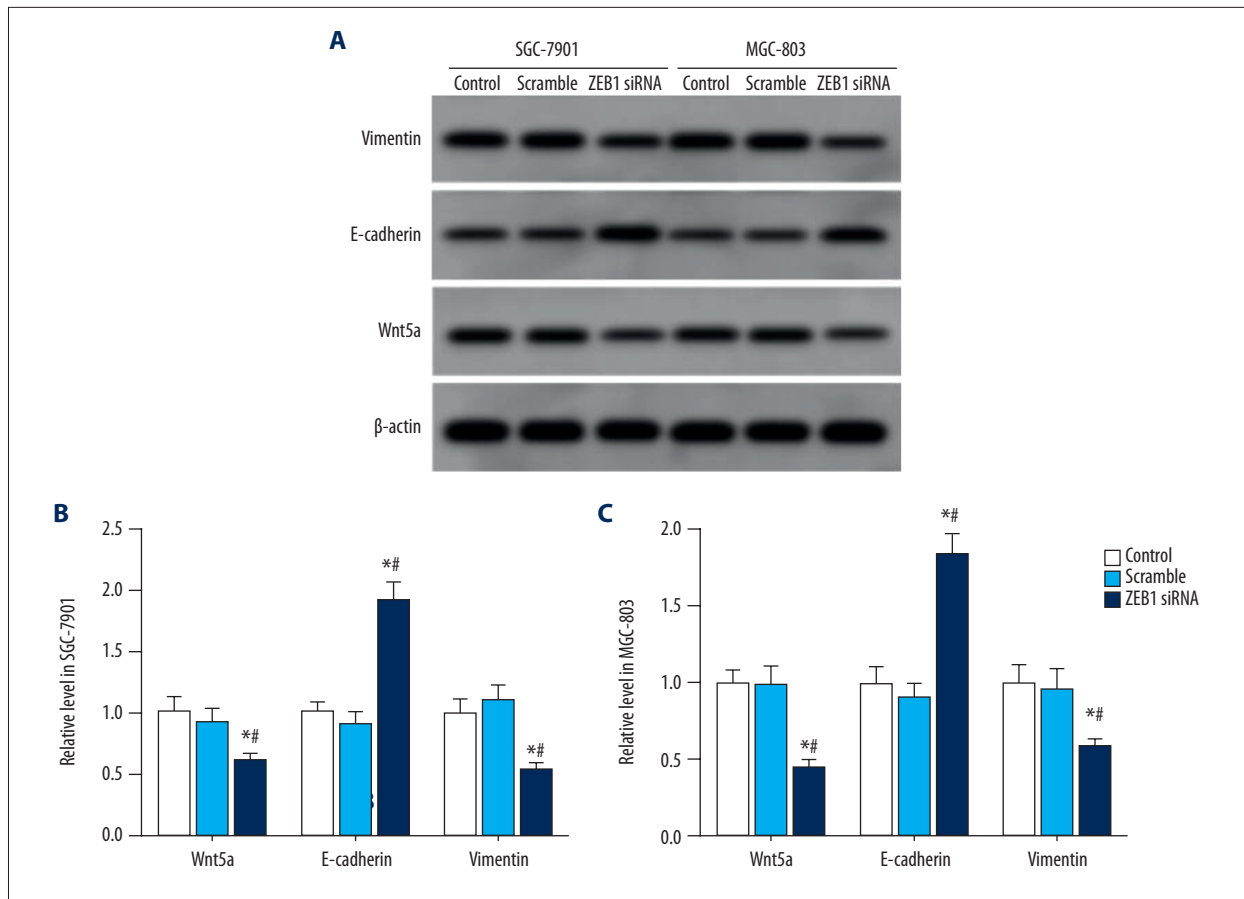 A
SGC-7901 MGC-803
Control Scramble ZEB1 siRNA Control Scramble ZEB1 siRNA
Vimentin
E-cadherin
Wnt5a
β-actin
B
Relative level in SGC-7901
2.5
2.0
1.5
1.0
0.5
0.0
*#
*#
*#
Wnt5a E-cadherin Vimentin
C
Relative level in MGC-803
2.0
1.5
1.0
0.5
0.0
*#
*#
*#
Wnt5a E-cadherin Vimentin
Control
Scramble
ZEB1 siRNA